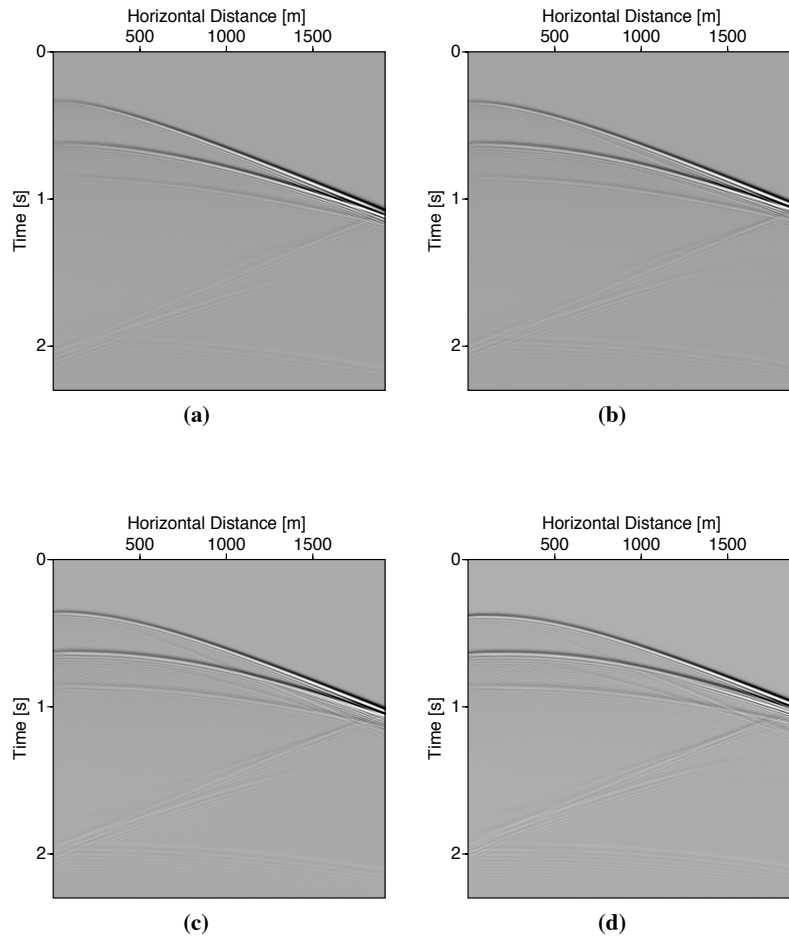 Horizontal Distance [m]
500 1000 1500
0
1
2
Time [s]
(a)
Horizontal Distance [m]
500 1000 1500
0
1
2
Time [s]
(b)
Horizontal Distance [m]
500 1000 1500
0
1
2
Time [s]
(c)
Horizontal Distance [m]
500 1000 1500
0
1
2
Time [s]
(d)